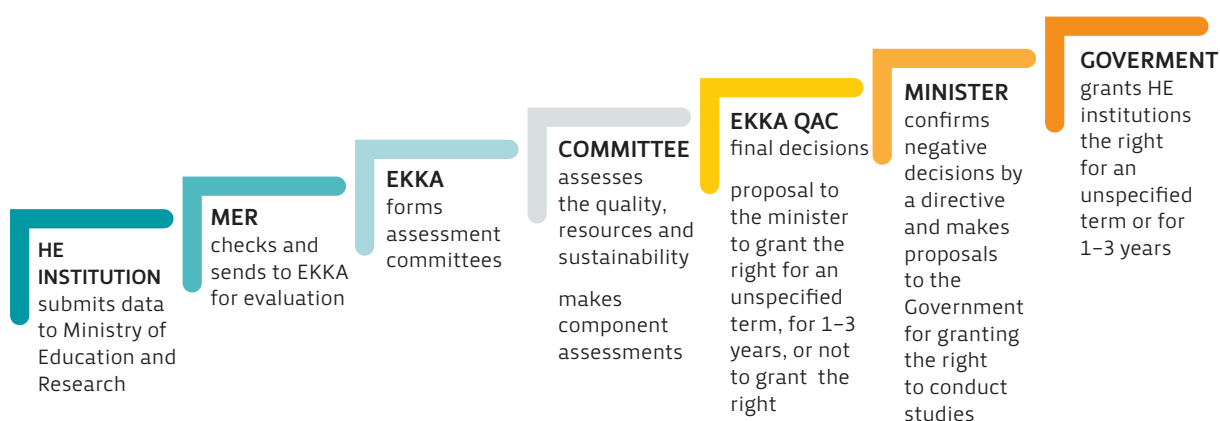 HE
INSTITUTION
submits data
to Ministry of
Education and
Research
MER
checks and
sends to EKKA
for evaluation
EKKA
forms
assessment
committees
COMMITTEE
assesses
the quality,
resources and
sustainability
makes
component
assessments
EKKA QAC
final decisions
proposal to
the minister
to grant the
right for an
unspecified
term, for 1–3
years, or not
to grant the
right
MINISTER
confirms
negative
decisions by
a directive
and makes
proposals
to the
Government
for granting
the right
to conduct
studies
GOVERMENT
grants HE
institutions
the right
for an
unspecified
term or for
1–3 years